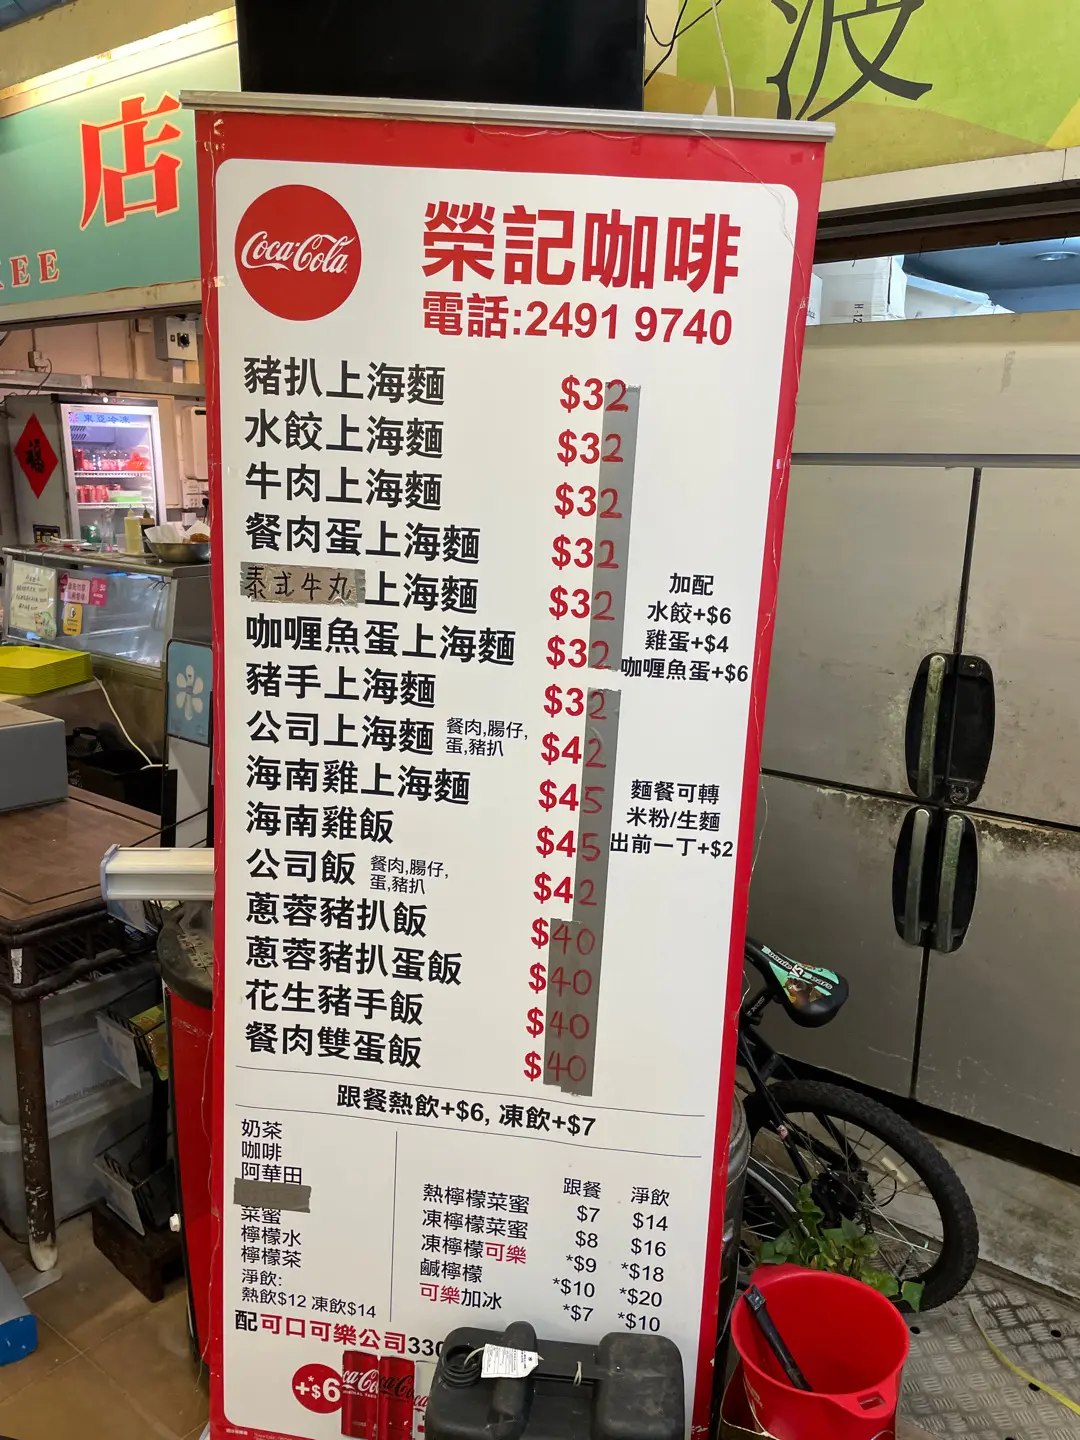 波
店
KEE
東亞冷凍
福
Coca-Cola
榮記咖啡
電話:2491 9740
豬扒上海麵 $32
水餃上海麵 $32
牛肉上海麵 $32
餐肉蛋上海麵 $32
泰式牛丸上海麵 $32
咖喱魚蛋上海麵 $32
豬手上海麵 $32
公司上海麵 餐肉,腸仔,蛋,豬扒 $42
海南雞上海麵 $45
海南雞飯 $45
公司飯 餐肉,腸仔,蛋,豬扒 $42
蔥蓉豬扒飯 $40
蔥蓉豬扒蛋飯 $40
花生豬手飯 $40
餐肉雙蛋飯 $40
加配
水餃+$6
雞蛋+$4
咖喱魚蛋+$6
麵餐可轉
米粉/生麵
出前一丁+$2
跟餐熱飲+$6, 凍飲+$7
奶茶
咖啡
阿華田
菜蜜
檸檬水
檸檬茶
淨飲:
熱飲$12 凍飲$14
跟餐 淨飲
熱檸檬菜蜜 $7 $14
凍檸檬菜蜜 $8 $16
凍檸檬可樂 *$9 *$18
鹹檸檬 *$10 *$20
可樂加冰 *$7 *$10
配可口可樂公司330
+$6*